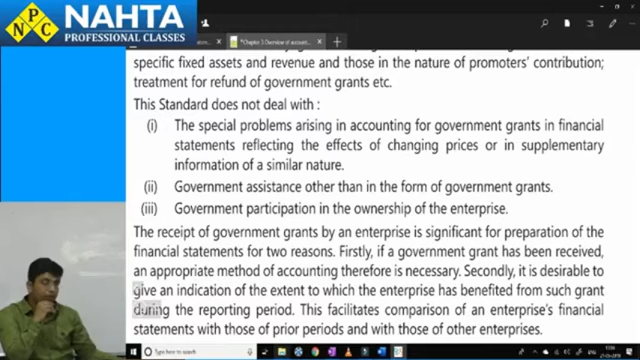 NPC
NAHTA
PROFESSIONAL CLASSES
*Chapter 3 Overview of account...
specific fixed assets and revenue and those in the nature of promoters' contribution;
treatment for refund of government grants etc.
This Standard does not deal with :
(i) The special problems arising in accounting for government grants in financial
statements reflecting the effects of changing prices or in supplementary
information of a similar nature.
(ii) Government assistance other than in the form of government grants.
(iii) Government participation in the ownership of the enterprise.
The receipt of government grants by an enterprise is significant for preparation of the
financial statements for two reasons. Firstly, if a government grant has been received,
an appropriate method of accounting therefore is necessary. Secondly, it is desirable to
give an indication of the extent to which the enterprise has benefited from such grant
during the reporting period. This facilitates comparison of an enterprise's financial
statements with those of prior periods and with those of other enterprises.
Type here to search